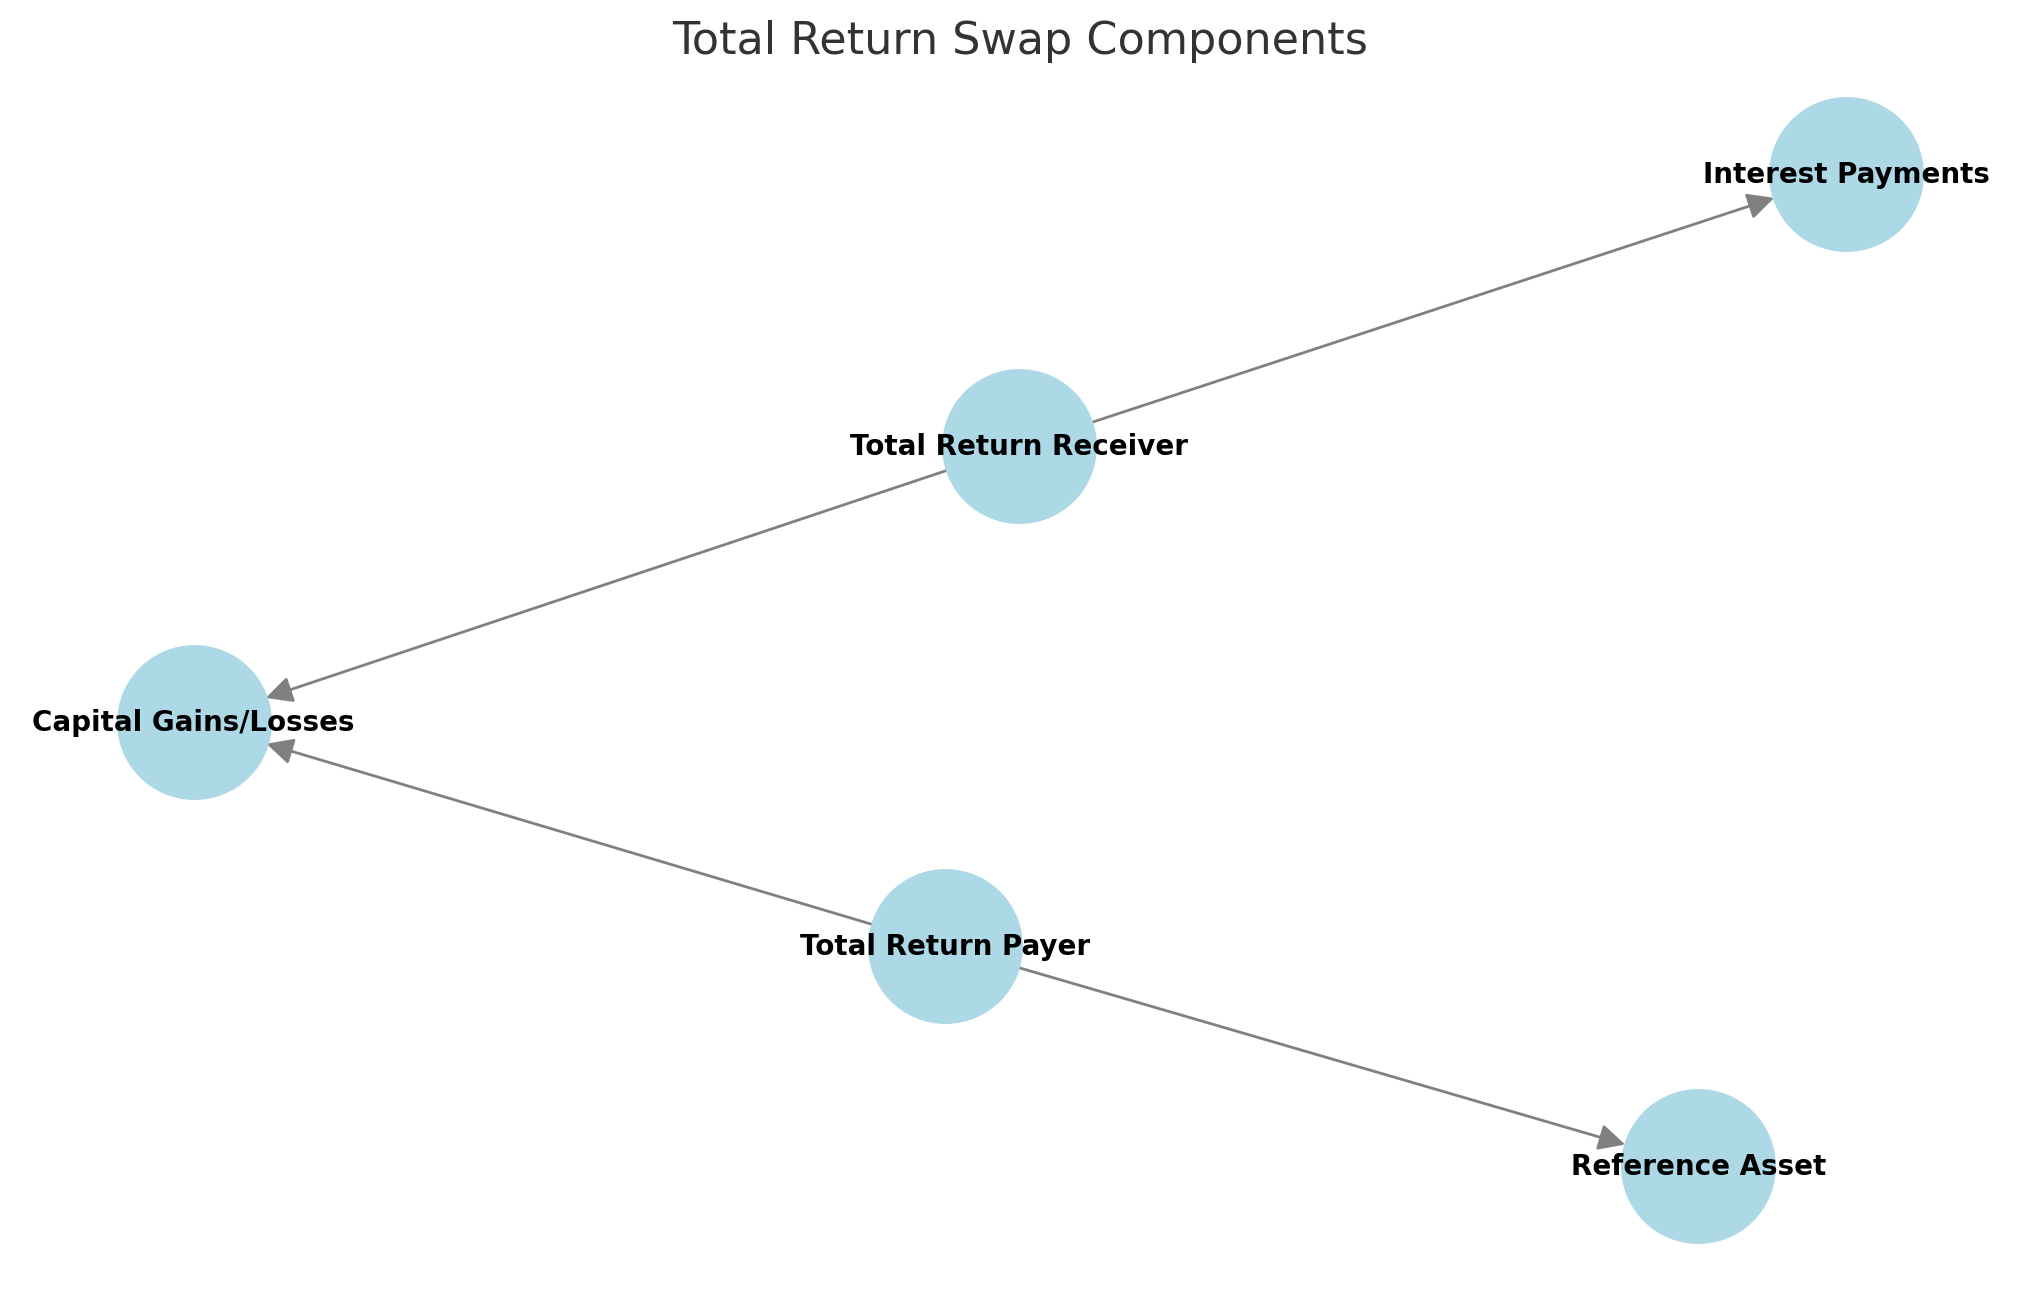 Total Return Swap Components
Interest Payments
Total Return Receiver
Capital Gains/Losses
Total Return Payer
Reference Asset